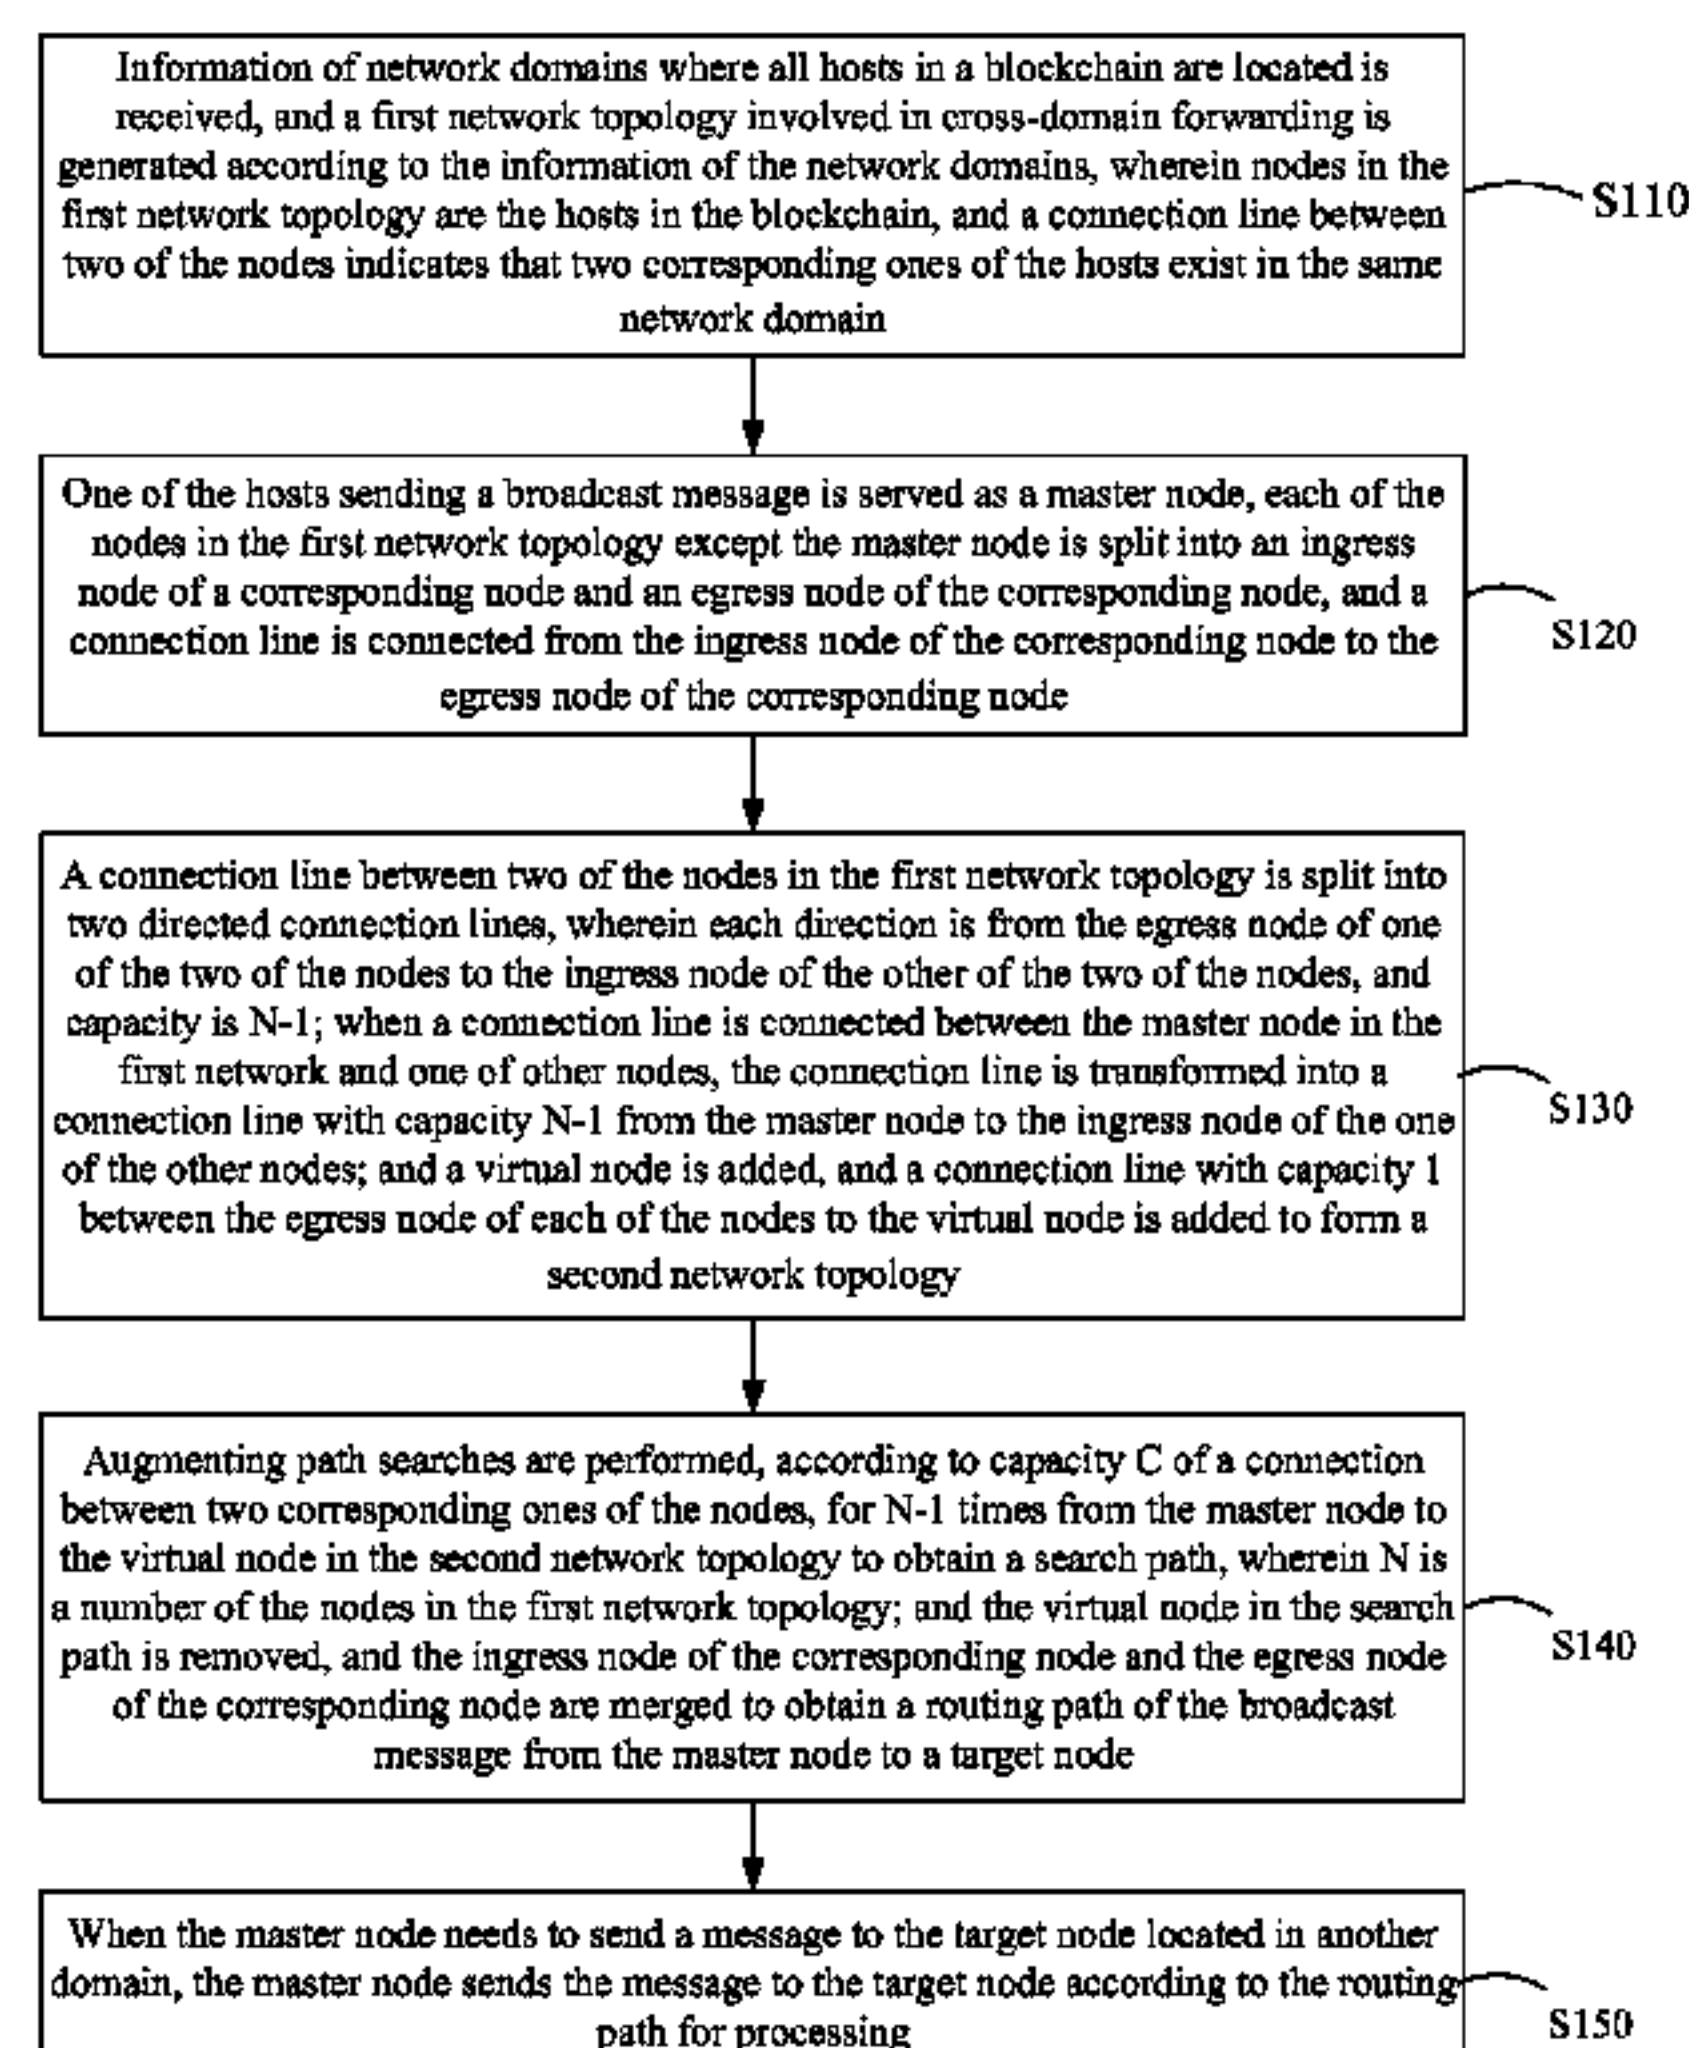 Information of network domains where all hosts in a blockchain are located is
received, and a first network topology involved in cross-domain forwarding is
generated according to the information of the network domains, wherein nodes in the
first network topology are the hosts in the blockchain, and a connection line between
two of the nodes indicates that two corresponding ones of the hosts exist in the same
network domain
S110
One of the hosts sending a broadcast message is served as a master node, each of the
nodes in the first network topology except the master node is split into an ingress
node of a corresponding node and an egress node of the corresponding node, and a
connection line is connected from the ingress node of the corresponding node to the
egress node of the corresponding node
S120
A connection line between two of the nodes in the first network topology is split into
two directed connection lines, wherein each direction is from the egress node of one
of the two of the nodes to the ingress node of the other of the two of the nodes, and
capacity is N-1; when a connection line is connected between the master node in the
first network and one of other nodes, the connection line is transformed into a
connection line with capacity N-1 from the master node to the ingress node of the one
of the other nodes; and a virtual node is added, and a connection line with capacity 1
between the egress node of each of the nodes to the virtual node is added to form a
second network topology
S130
Augmenting path searches are performed, according to capacity C of a connection
between two corresponding ones of the nodes, for N-1 times from the master node to
the virtual node in the second network topology to obtain a search path, wherein N is
a number of the nodes in the first network topology; and the virtual node in the search
path is removed, and the ingress node of the corresponding node and the egress node
of the corresponding node are merged to obtain a routing path of the broadcast
message from the master node to a target node
S140
When the master node needs to send a message to the target node located in another
domain, the master node sends the message to the target node according to the routing
path for processing
S150